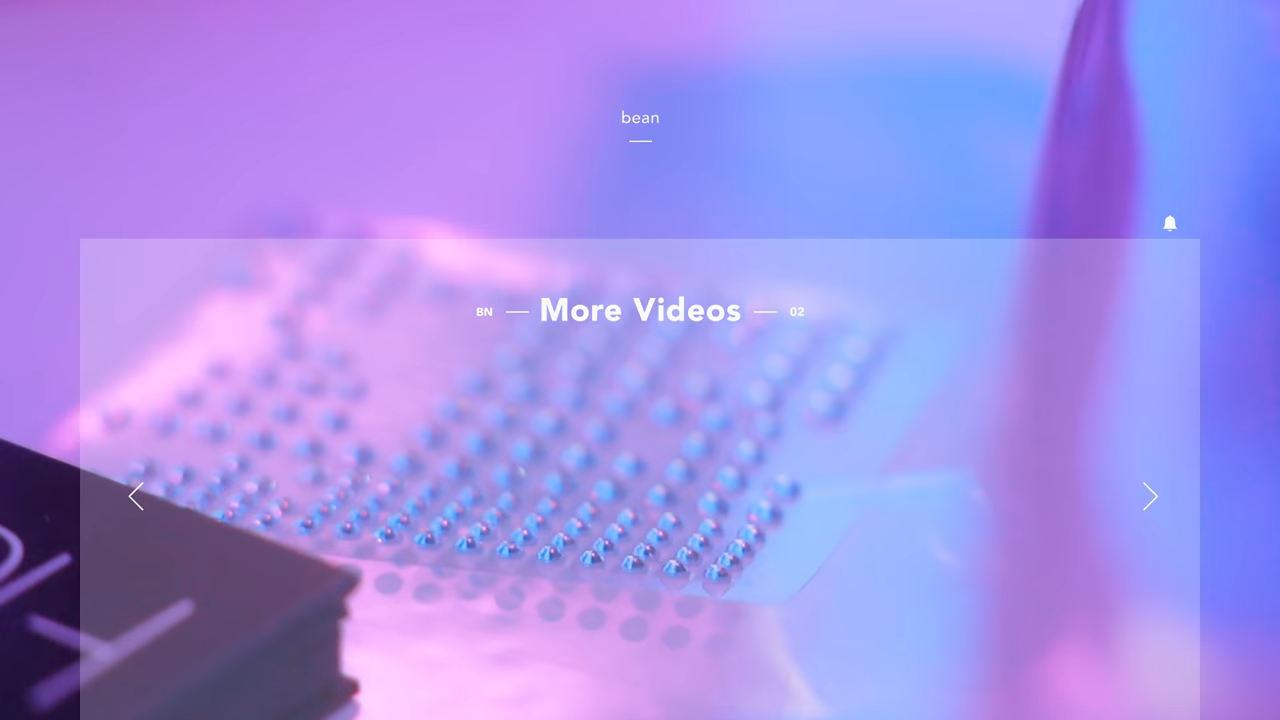 bean
BN — More Videos — 02